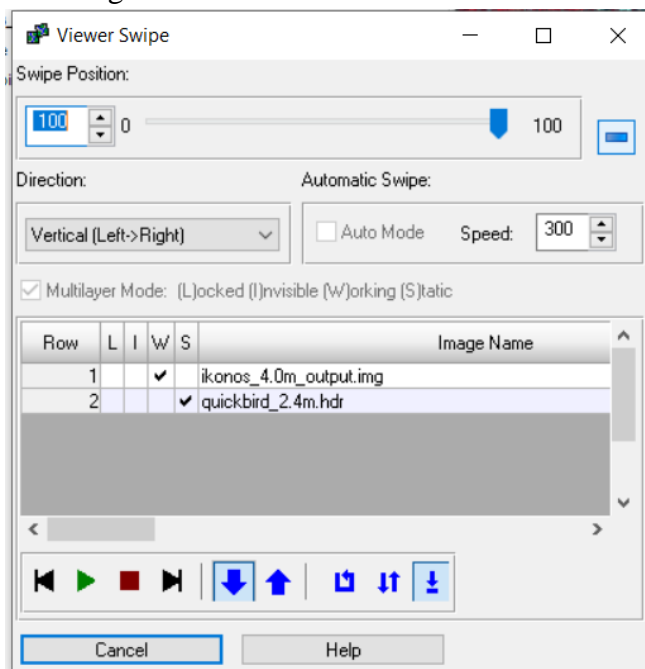 Viewer Swipe
Swipe Position:
100 0 100
Direction: Automatic Swipe:
Vertical (Left->Right) Auto Mode Speed: 300
Multilayer Mode: (L)ocked (I)nvisible (W)orking (S)tatic
Row L I W S Image Name
1 ikonos_4.0m_output.img
2 quickbird_2.4m.hdr
Cancel Help